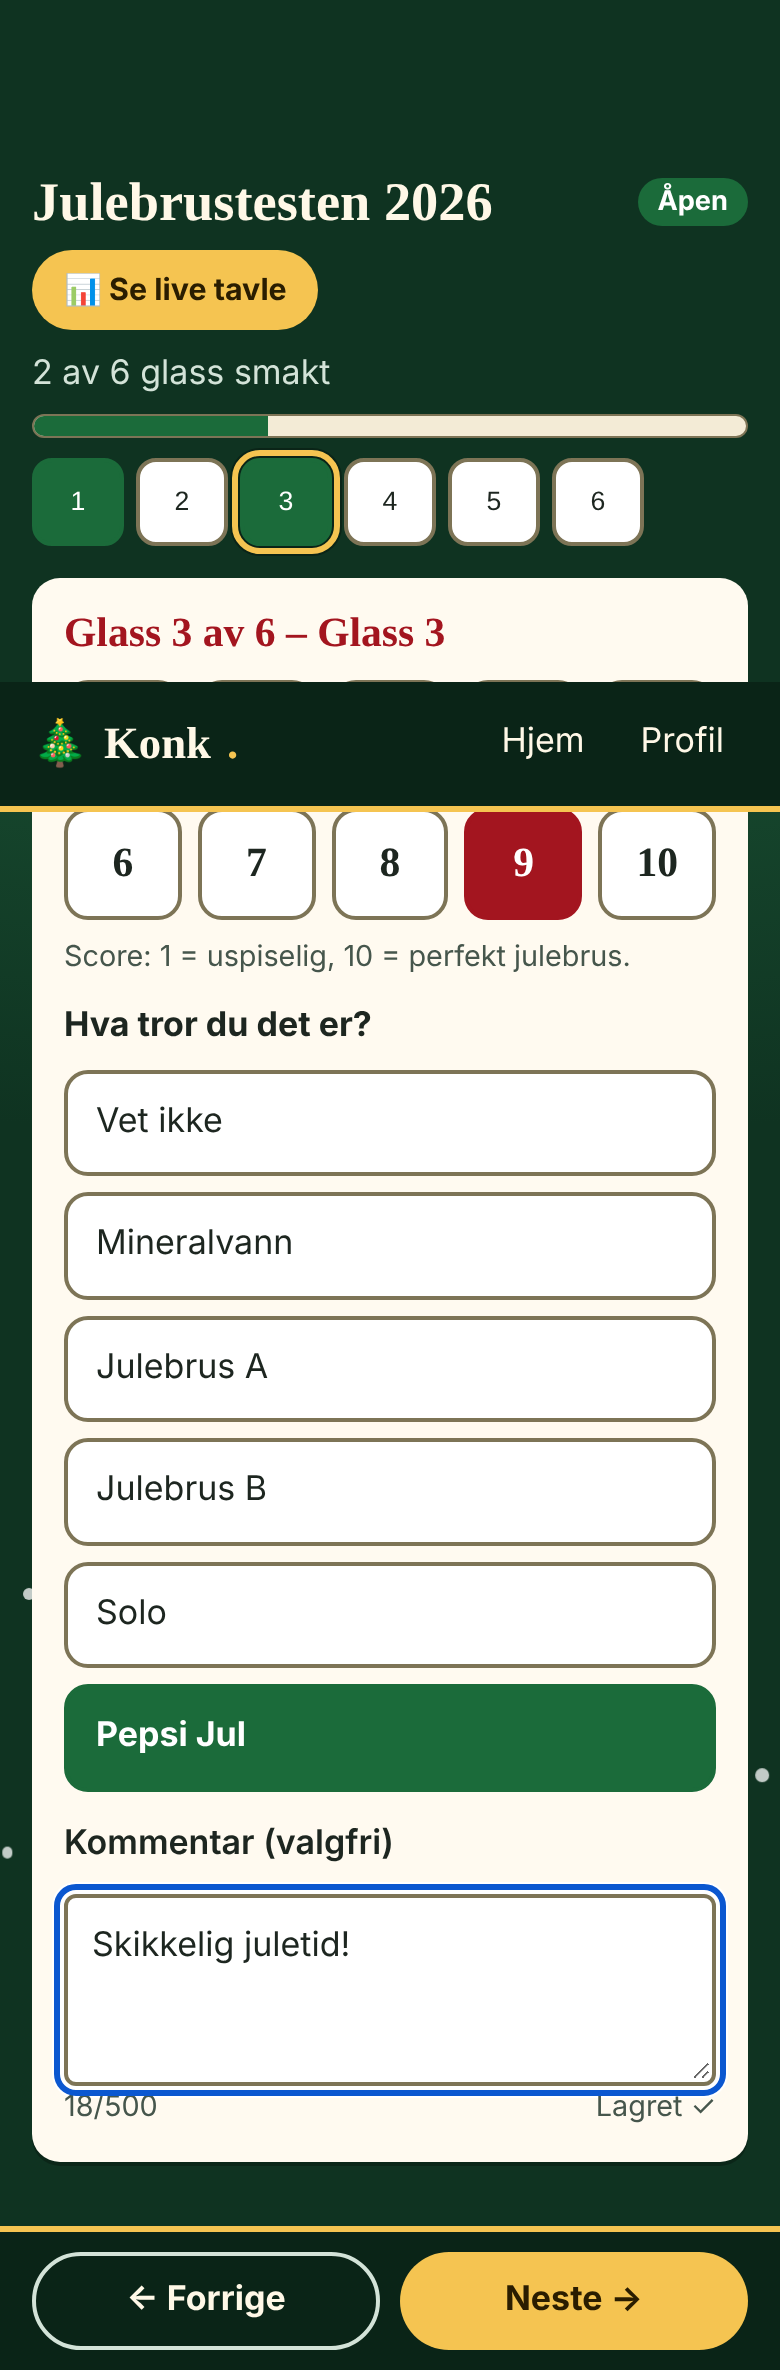 Julebrustesten 2026
Åpen
📊 Se live tavle
2 av 6 glass smakt
1 2 3 4 5 6
Glass 3 av 6 – Glass 3
🎄 Konk . Hjem Profil
6 7 8 9 10
Score: 1 = uspiselig, 10 = perfekt julebrus.
Hva tror du det er?
Vet ikke
Mineralvann
Julebrus A
Julebrus B
Solo
Pepsi Jul
Kommentar (valgfri)
Skikkelig juletid!
18/500 Lagret ✓
← Forrige Neste →